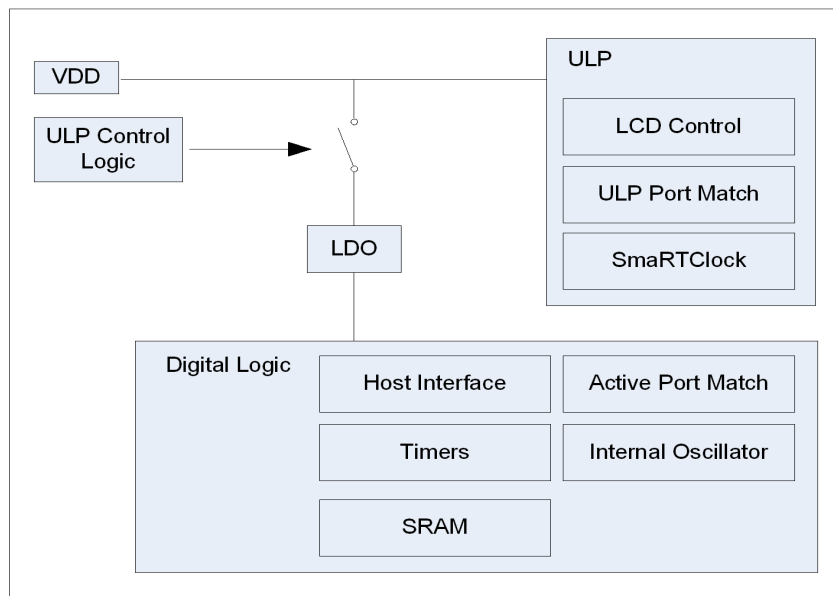 VDD
ULP Control
Logic
LDO
ULP
LCD Control
ULP Port Match
SmaRTClock
Digital Logic
Host Interface
Active Port Match
Timers
Internal Oscillator
SRAM